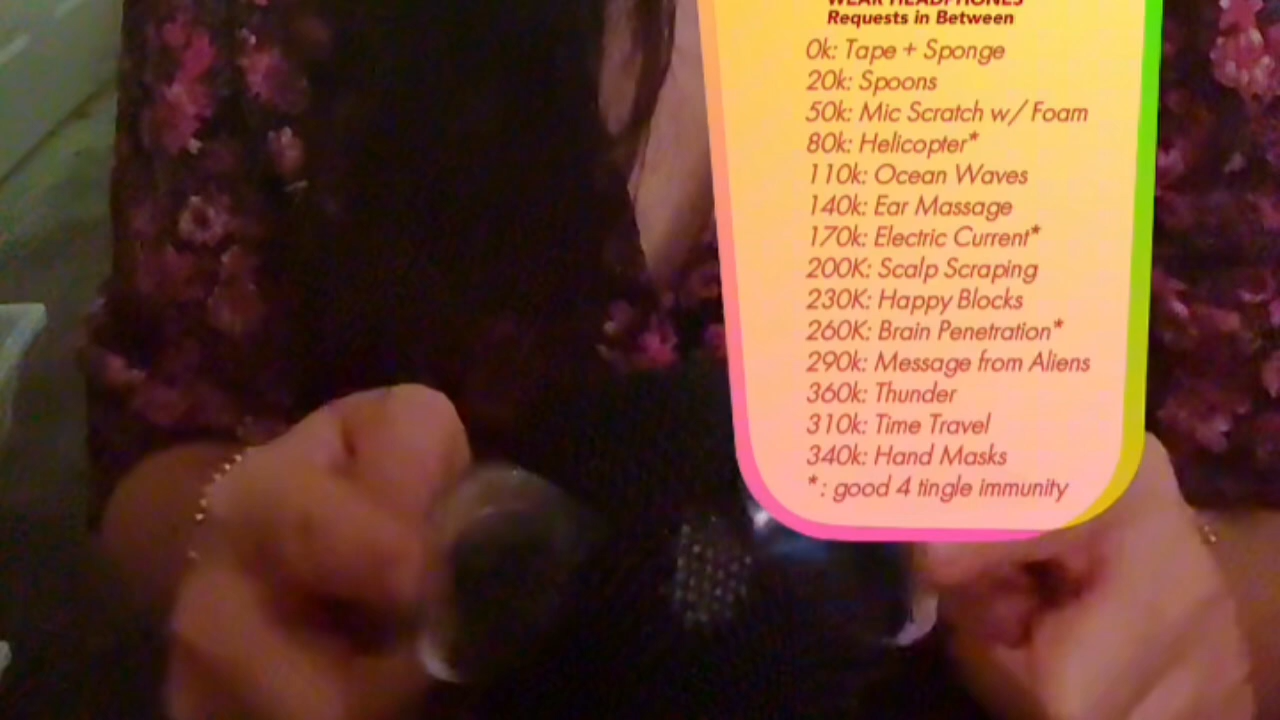 WEAR HEADPHONES
Requests in Between
0k: Tape + Sponge
20k: Spoons
50k: Mic Scratch w/ Foam
80k: Helicopter*
110k: Ocean Waves
140k: Ear Massage
170k: Electric Current*
200K: Scalp Scraping
230K: Happy Blocks
260K: Brain Penetration*
290k: Message from Aliens
360k: Thunder
310k: Time Travel
340k: Hand Masks
*: good 4 tingle immunity